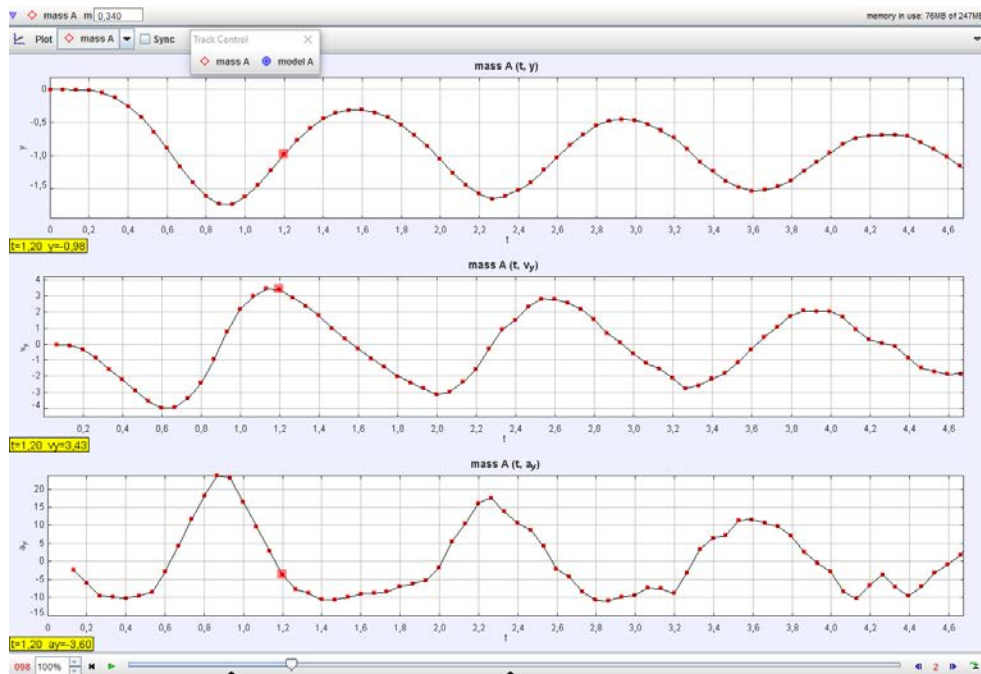 mass A m 0,340 memory in use: 76MB of 247MB
Plot mass A Sync Track Control
mass A model A
mass A (t, y)
0
-0,5
-1,0
-1,5
y
0 0,2 0,4 0,6 0,8 1,0 1,2 1,4 1,6 1,8 2,0 2,2 2,4 2,6 2,8 3,0 3,2 3,4 3,6 3,8 4,0 4,2 4,4 4,6
t
t=1,20 y=-0,98
mass A (t, vy)
4
3
2
1
0
-1
-2
-3
-4
vy
0,2 0,4 0,6 0,8 1,0 1,2 1,4 1,6 1,8 2,0 2,2 2,4 2,6 2,8 3,0 3,2 3,4 3,6 3,8 4,0 4,2 4,4 4,6
t
t=1,20 vy=3,43
mass A (t, ay)
20
15
10
5
0
-5
-10
-15
ay
0 0,2 0,4 0,6 0,8 1,0 1,2 1,4 1,6 1,8 2,0 2,2 2,4 2,6 2,8 3,0 3,2 3,4 3,6 3,8 4,0 4,2 4,4 4,6
t
t=1,20 ay=-3,60
098 100% 2